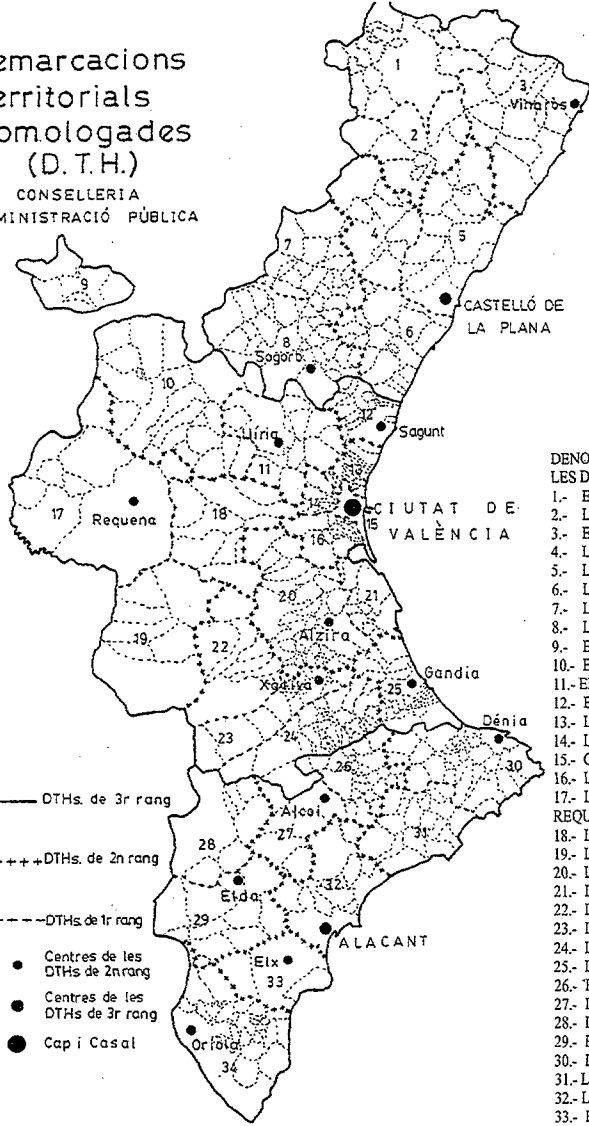 emarcacions
erritorials
omologades
(D.T.H.)
CONSELLERIA
MINISTRACIÓ PÚBLICA
1
3
Vinaròs
2
7
4
5
9
CASTELLÓ DE
LA PLANA
6
8
Sogorb
10
12
Sagunt
Llíria
11
13
17
Requena
18
14
CIUTAT DE
VALÈNCIA
15
16
20
21
Alzira
19
22
Xàtiva
25
Gandia
23
24
Dénia
30
26
Alcoi
27
28
31
Elda
32
29
ALACANT
Elx
33
Oriola
34
DTHs. de 3r rang
DTHs. de 2n rang
DTHs. de 1r rang
Centres de les
DTHs de 2n rang
Centres de les
DTHs de 3r rang
Cap i Casal
DENO
LES D
1.- E
2.- L
3.- E
4.- L
5.- L
6.- L
7.- L
8.- L
9.- E
10.- E
11.- E
12.- E
13.- L
14.- L
15.- C
16.- L
17.- L
REQU
18.- L
19.- L
20.- L
21.- L
22.- L
23.- L
24.- L
25.- L
26.- 
27.- L
28.- L
29.- E
30.- 
31.- L
32.- L
33.- E